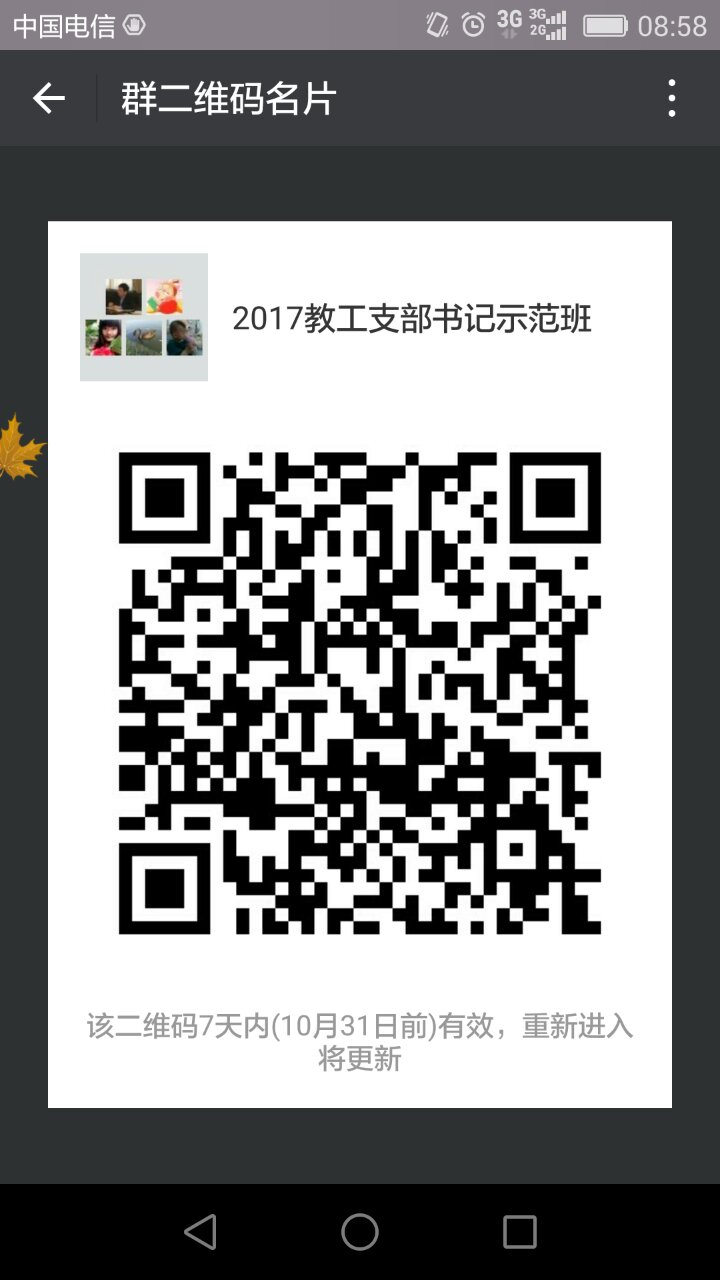 中国电信 3G 3G 2G 08:58
群二维码名片
2017教工支部书记示范班
该二维码7天内(10月31日前)有效，重新进入
将更新